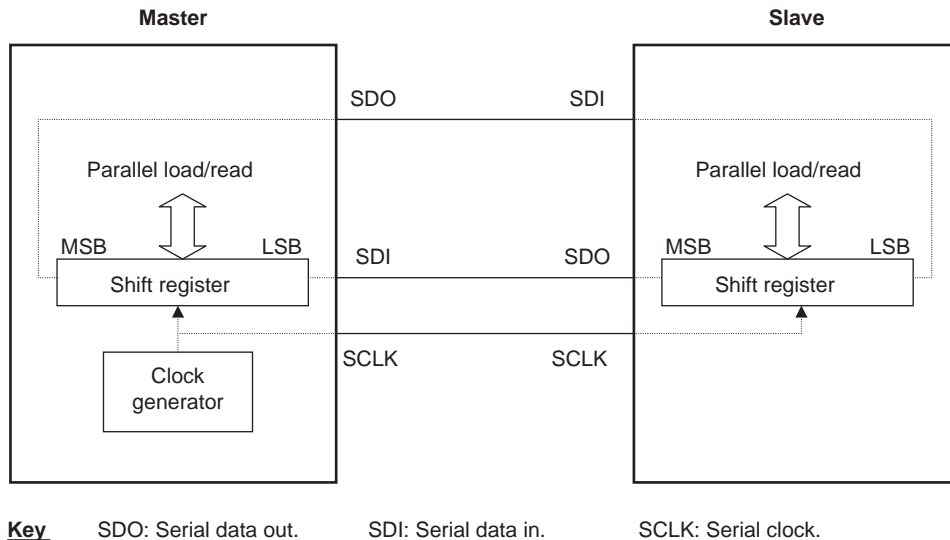 Master Slave
SDO SDI
Parallel load/read Parallel load/read
MSB LSB SDI SDO MSB LSB
Shift register Shift register
SCLK SCLK
Clock
generator
Key SDO: Serial data out. SDI: Serial data in. SCLK: Serial clock.